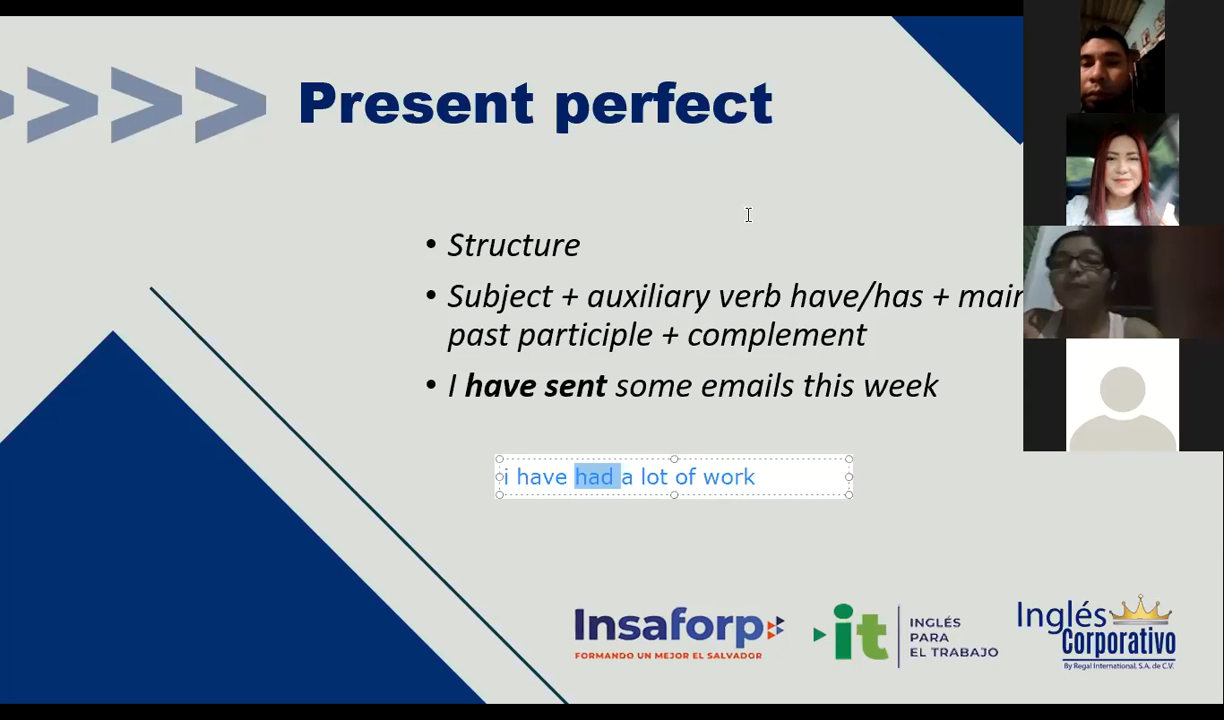 Present perfect
• Structure
• Subject + auxiliary verb have/has + main
past participle + complement
• I have sent some emails this week
i have had a lot of work
Insaforp
FORMANDO UN MEJOR EL SALVADOR
it
INGLÉS
PARA
EL TRABAJO
Inglés
Corporativo
By Regal International, S.A. de C.V.